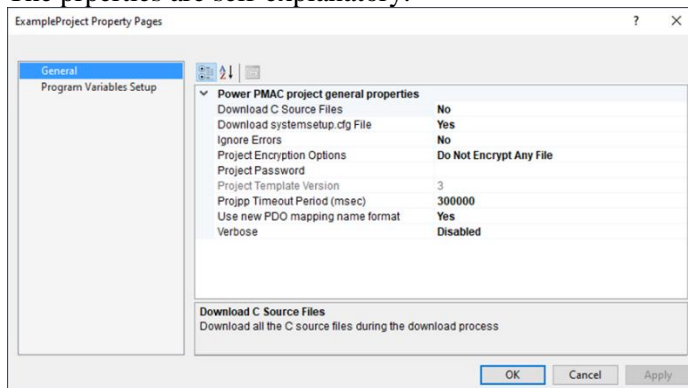 The prperties are self-explanatory.
ExampleProject Property Pages ? ×
General
Program Variables Setup
Power PMAC project general properties
Download C Source Files No
Download systemsetup.cfg File Yes
Ignore Errors No
Project Encryption Options Do Not Encrypt Any File
Project Password
Project Template Version 3
Projpp Timeout Period (msec) 300000
Use new PDO mapping name format Yes
Verbose Disabled
Download C Source Files
Download all the C source files during the download process
OK Cancel Apply